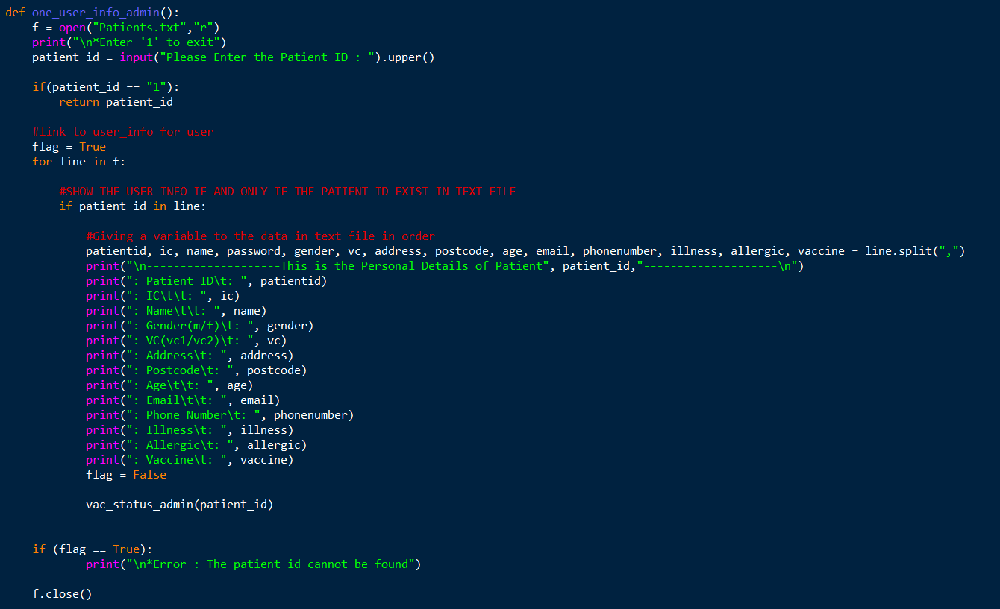 def one_user_info_admin():
    f = open("Patients.txt","r")
    print("\n*Enter '1' to exit")
    patient_id = input("Please Enter the Patient ID : ").upper()

    if(patient_id == "1"):
        return patient_id

    #link to user_info for user
    flag = True
    for line in f:

        #SHOW THE USER INFO IF AND ONLY IF THE PATIENT ID EXIST IN TEXT FILE
        if patient_id in line:

            #Giving a variable to the data in text file in order
            patientid, ic, name, password, gender, vc, address, postcode, age, email, phonenumber, illness, allergic, vaccine = line.split(",")
            print("\n--------------------This is the Personal Details of Patient", patient_id,"--------------------\n")
            print(": Patient ID\t: ", patientid)
            print(": IC\t\t: ", ic)
            print(": Name\t\t: ", name)
            print(": Gender(m/f)\t: ", gender)
            print(": VC(vc1/vc2)\t: ", vc)
            print(": Address\t: ", address)
            print(": Postcode\t: ", postcode)
            print(": Age\t\t: ", age)
            print(": Email\t\t: ", email)
            print(": Phone Number\t: ", phonenumber)
            print(": Illness\t: ", illness)
            print(": Allergic\t: ", allergic)
            print(": Vaccine\t: ", vaccine)
            flag = False

            vac_status_admin(patient_id)


    if (flag == True):
            print("\n*Error : The patient id cannot be found")

    f.close()